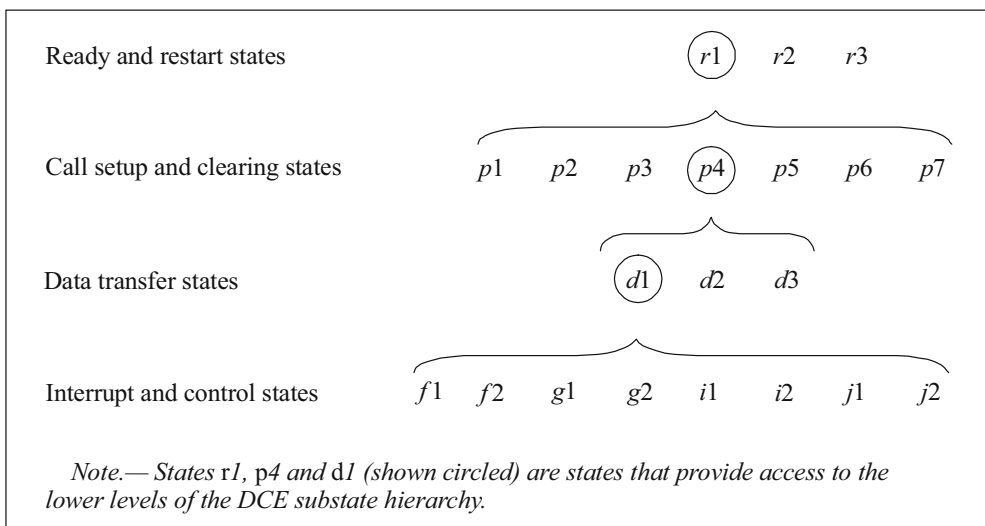 Ready and restart states r1 r2 r3
Call setup and clearing states p1 p2 p3 p4 p5 p6 p7
Data transfer states d1 d2 d3
Interrupt and control states f1 f2 g1 g2 i1 i2 j1 j2
Note.— States r1, p4 and d1 (shown circled) are states that provide access to the
lower levels of the DCE substate hierarchy.